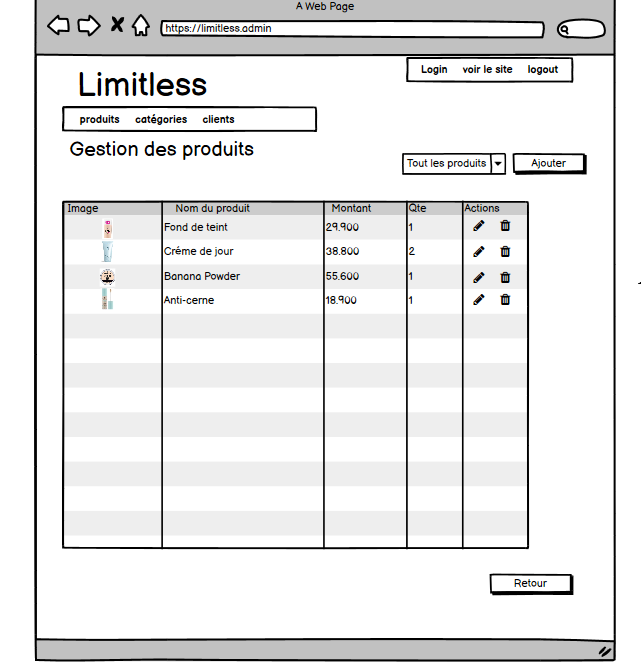 A Web Page
https://limitless.admin
Login voir le site logout
Limitless
produits catégories clients
Gestion des produits
Tout les produits Ajouter
Image Nom du produit Montant Qte Actions
Fond de teint 29.900 1
Créme de jour 38.800 2
Banana Powder 55.600 1
Anti-cerne 18.900 1
Retour